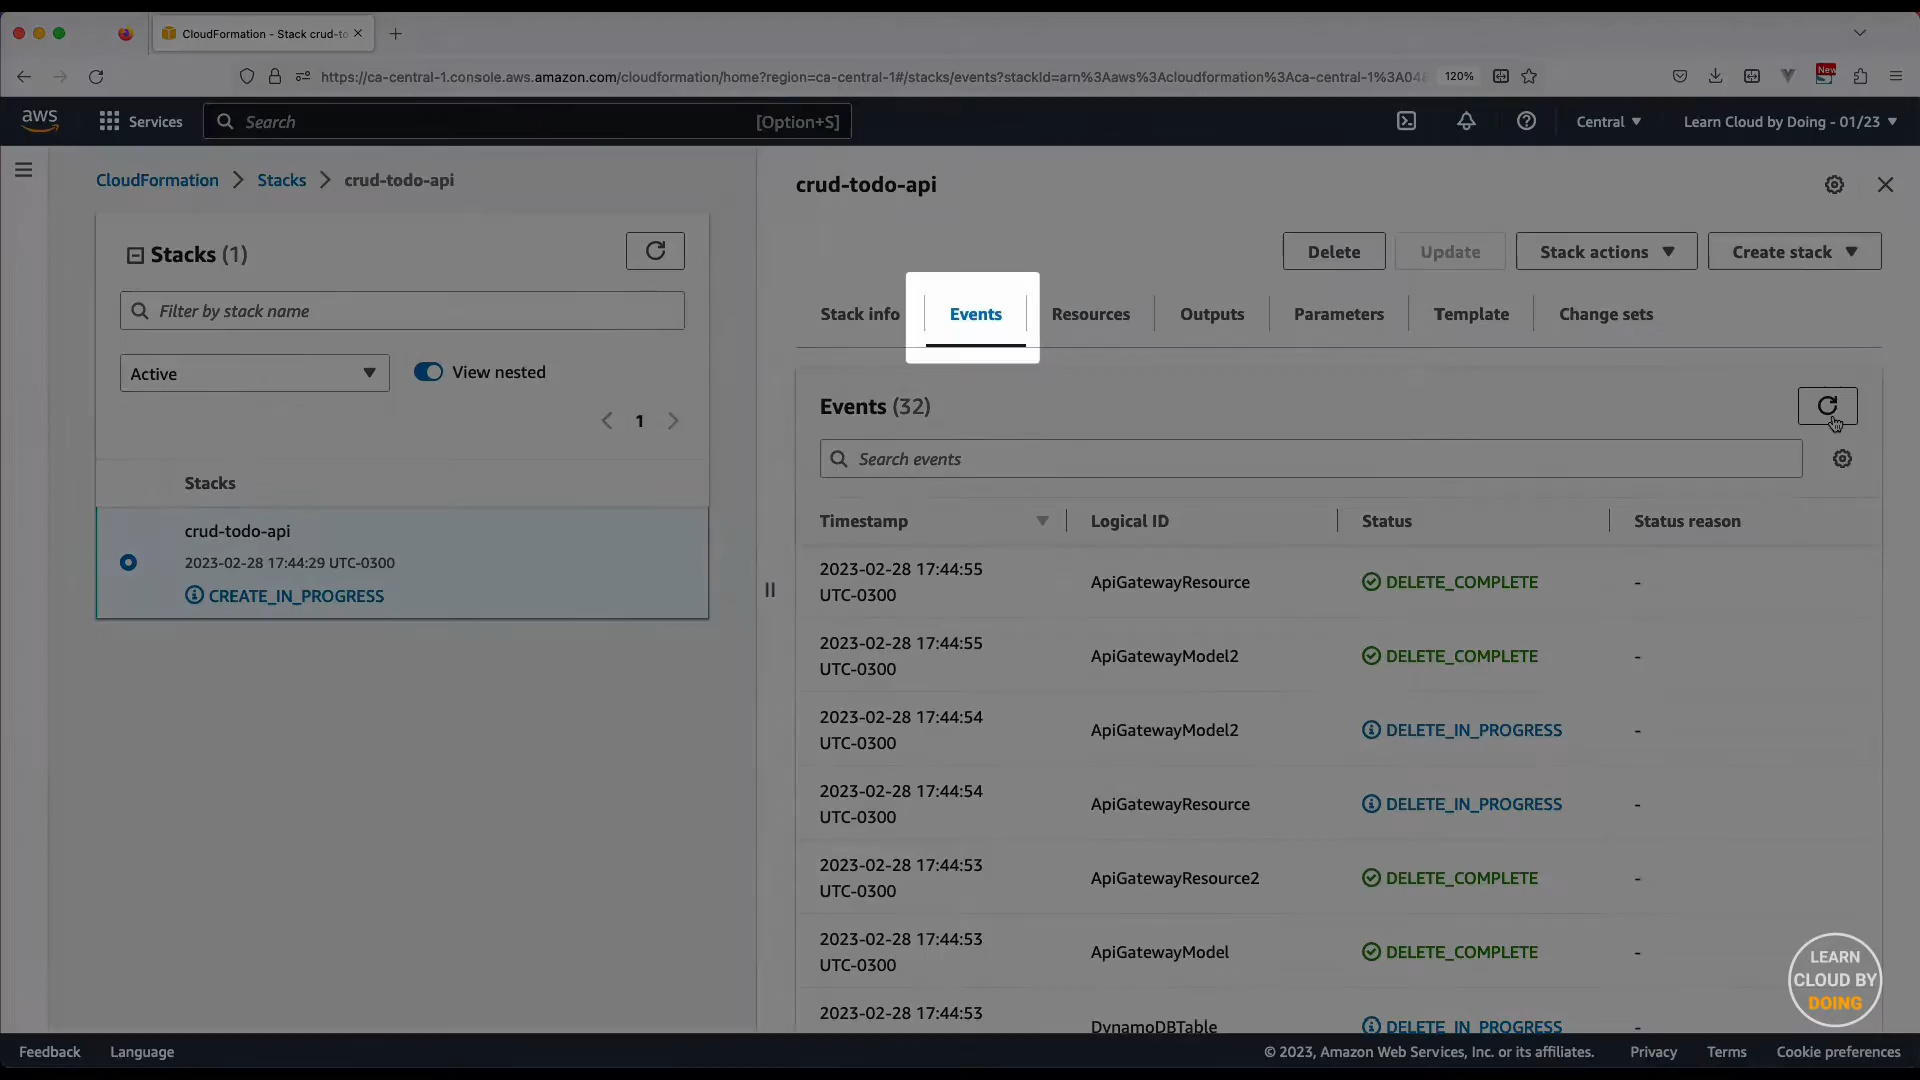 CloudFormation - Stack crud-to
https://ca-central-1.console.aws.amazon.com/cloudformation/home?region=ca-central-1#/stacks/events?stackId=arn%3Aaws%3Acloudformation%3Aca-central-1%3A04
120%
New
aws
Services
Search
[Option+S]
Central
Learn Cloud by Doing - 01/23
CloudFormation
Stacks
crud-todo-api
Stacks (1)
Filter by stack name
Active
View nested
1
Stacks
crud-todo-api
2023-02-28 17:44:29 UTC-0300
CREATE_IN_PROGRESS
crud-todo-api
Delete
Update
Stack actions
Create stack
Stack info
Events
Resources
Outputs
Parameters
Template
Change sets
Events (32)
Search events
Timestamp
Logical ID
Status
Status reason
2023-02-28 17:44:55
UTC-0300
ApiGatewayResource
DELETE_COMPLETE
-
2023-02-28 17:44:55
UTC-0300
ApiGatewayModel2
DELETE_COMPLETE
-
2023-02-28 17:44:54
UTC-0300
ApiGatewayModel2
DELETE_IN_PROGRESS
-
2023-02-28 17:44:54
UTC-0300
ApiGatewayResource
DELETE_IN_PROGRESS
-
2023-02-28 17:44:53
UTC-0300
ApiGatewayResource2
DELETE_COMPLETE
-
2023-02-28 17:44:53
UTC-0300
ApiGatewayModel
DELETE_COMPLETE
-
2023-02-28 17:44:53
DynamoDBTable
DELETE_IN_PROGRESS
-
LEARN
CLOUD BY
DOING
Feedback
Language
© 2023, Amazon Web Services, Inc. or its affiliates.
Privacy
Terms
Cookie preferences